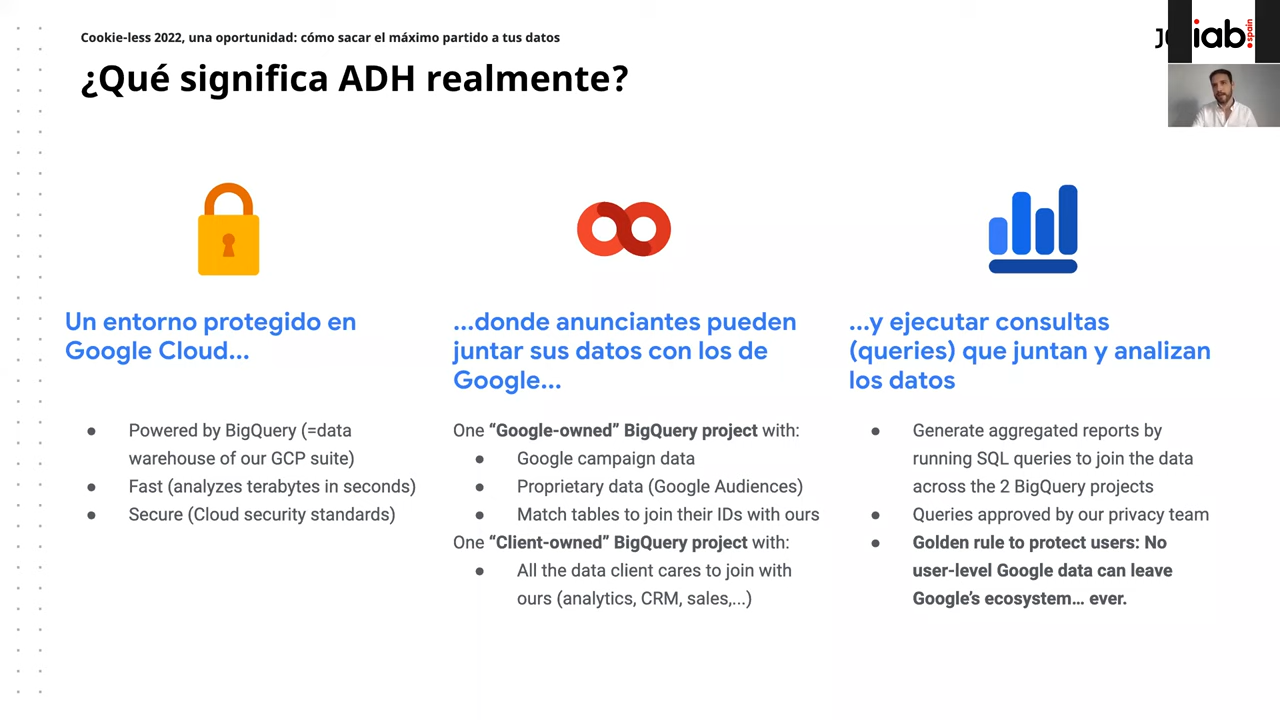 Cookie-less 2022, una oportunidad: cómo sacar el máximo partido a tus datos
¿Qué significa ADH realmente?
iab
spain
Un entorno protegido en
Google Cloud...
● Powered by BigQuery (=data
warehouse of our GCP suite)
● Fast (analyzes terabytes in seconds)
● Secure (Cloud security standards)
...donde anunciantes pueden
juntar sus datos con los de
Google...
One “Google-owned” BigQuery project with:
● Google campaign data
● Proprietary data (Google Audiences)
● Match tables to join their IDs with ours
One “Client-owned” BigQuery project with:
● All the data client cares to join with
ours (analytics, CRM, sales,...)
...y ejecutar consultas
(queries) que juntan y analizan
los datos
● Generate aggregated reports by
running SQL queries to join the data
across the 2 BigQuery projects
● Queries approved by our privacy team
● Golden rule to protect users: No
user-level Google data can leave
Google’s ecosystem… ever.